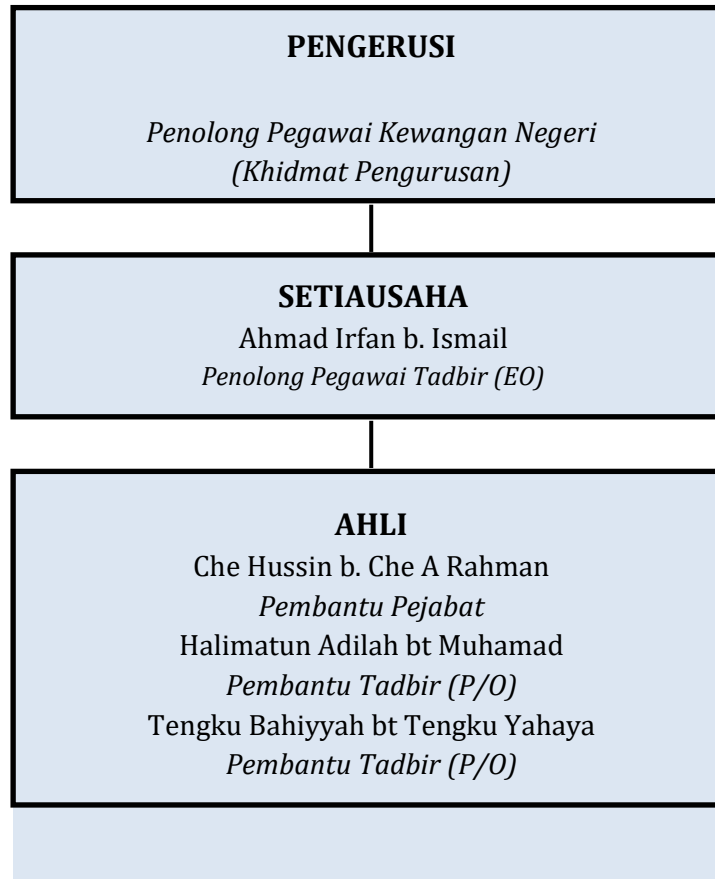 PENGERUSI
Penolong Pegawai Kewangan Negeri
(Khidmat Pengurusan)
SETIAUSAHA
Ahmad Irfan b. Ismail
Penolong Pegawai Tadbir (EO)
AHLI
Che Hussin b. Che A Rahman
Pembantu Pejabat
Halimatun Adilah bt Muhamad
Pembantu Tadbir (P/O)
Tengku Bahiyyah bt Tengku Yahaya
Pembantu Tadbir (P/O)